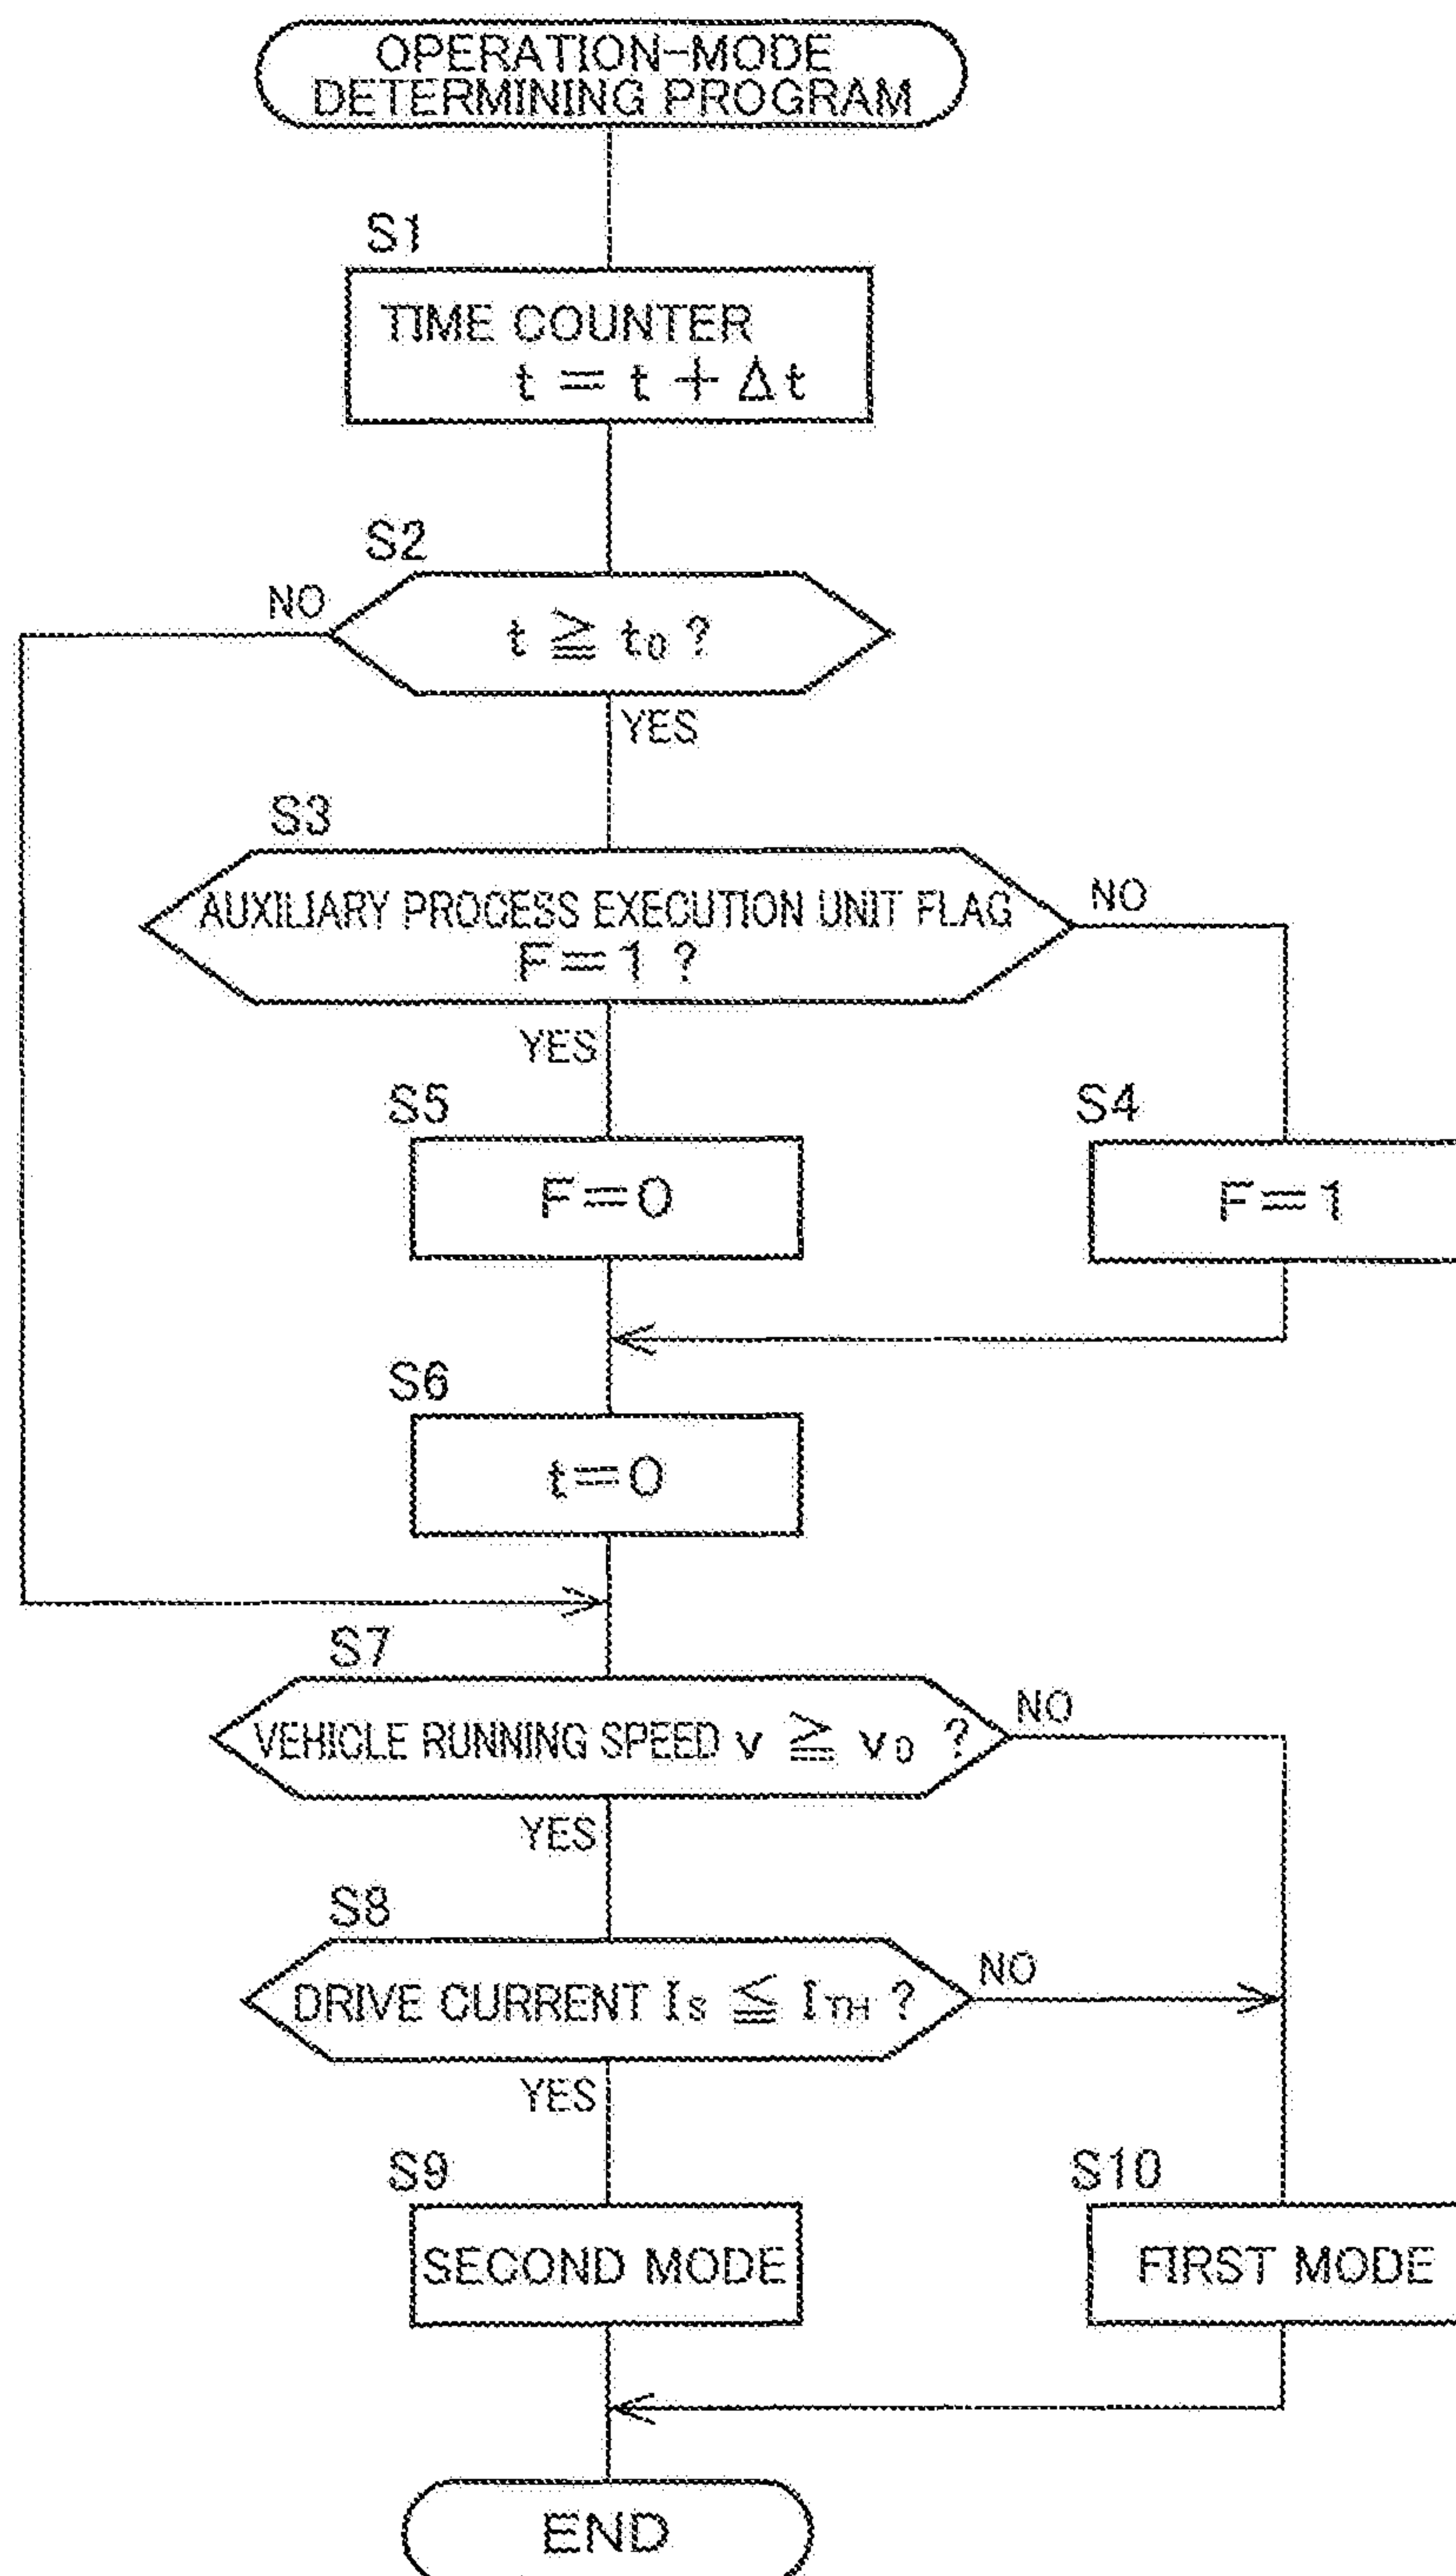 OPERATION-MODE
DETERMINING PROGRAM
S1
TIME COUNTER
t = t + Δt
S2
NO
t ≧ t₀ ?
YES
S3
AUXILIARY PROCESS EXECUTION UNIT FLAG
F=1 ?
NO
YES
S5
F=0
S4
F=1
S6
t=0
S7
VEHICLE RUNNING SPEED v ≧ v₀ ?
NO
YES
S8
DRIVE CURRENT Is ≦ ITH ?
NO
YES
S9
SECOND MODE
S10
FIRST MODE
END